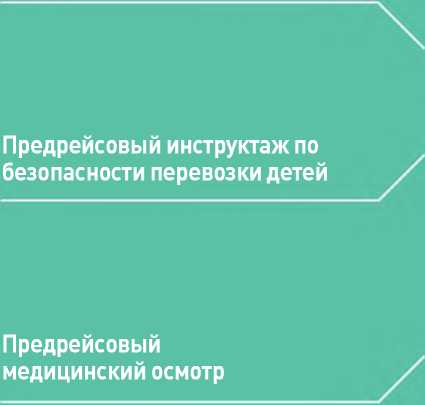 Предрейсовый инструктаж по
безопасности перевозки детей
Предрейсовый
медицинский осмотр